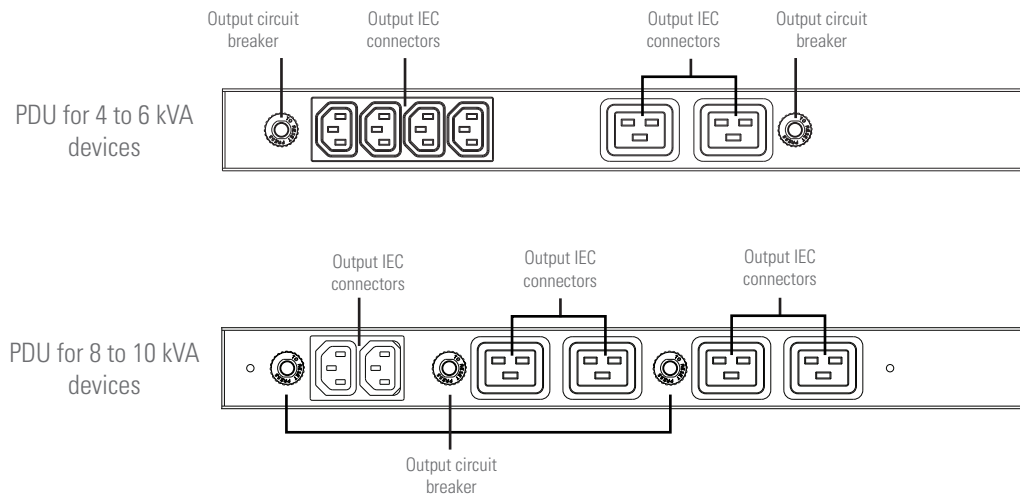 Output circuit
breaker
Output IEC
connectors
Output IEC
connectors
Output circuit
breaker
PDU for 4 to 6 kVA
devices
Output IEC
connectors
Output IEC
connectors
Output IEC
connectors
PDU for 8 to 10 kVA
devices
Output circuit
breaker